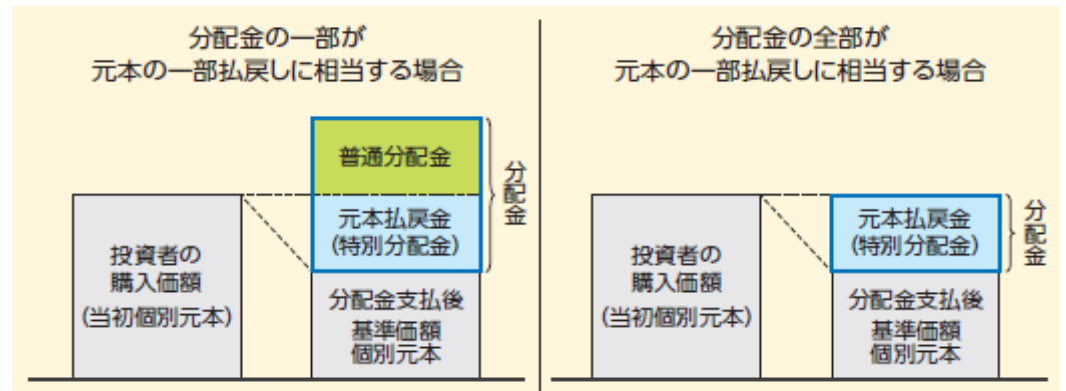 分配金の一部が
元本の一部払戻しに相当する場合
普通分配金
元本払戻金
(特別分配金)
分配金
投資者の
購入価額
(当初個別元本)
分配金支払後
基準価額
個別元本
分配金の全部が
元本の一部払戻しに相当する場合
元本払戻金
(特別分配金)
分配金
投資者の
購入価額
(当初個別元本)
分配金支払後
基準価額
個別元本